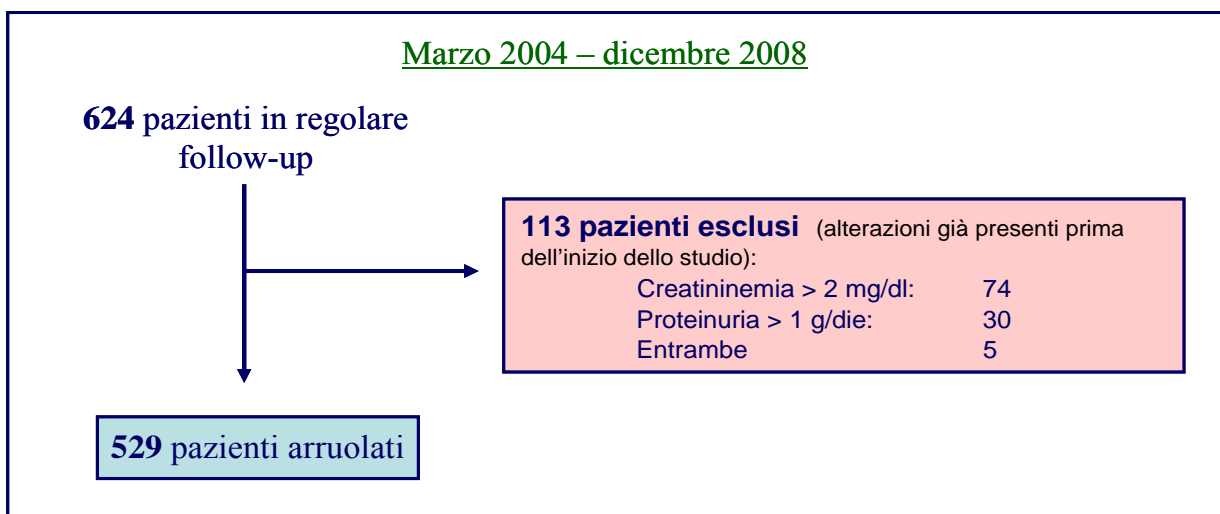 Marzo 2004 – dicembre 2008
624 pazienti in regolare
follow-up
113 pazienti esclusi (alterazioni già presenti prima
dell'inizio dello studio):
Creatininemia > 2 mg/dl: 74
Proteinuria > 1 g/die: 30
Entrambe 5
529 pazienti arruolati